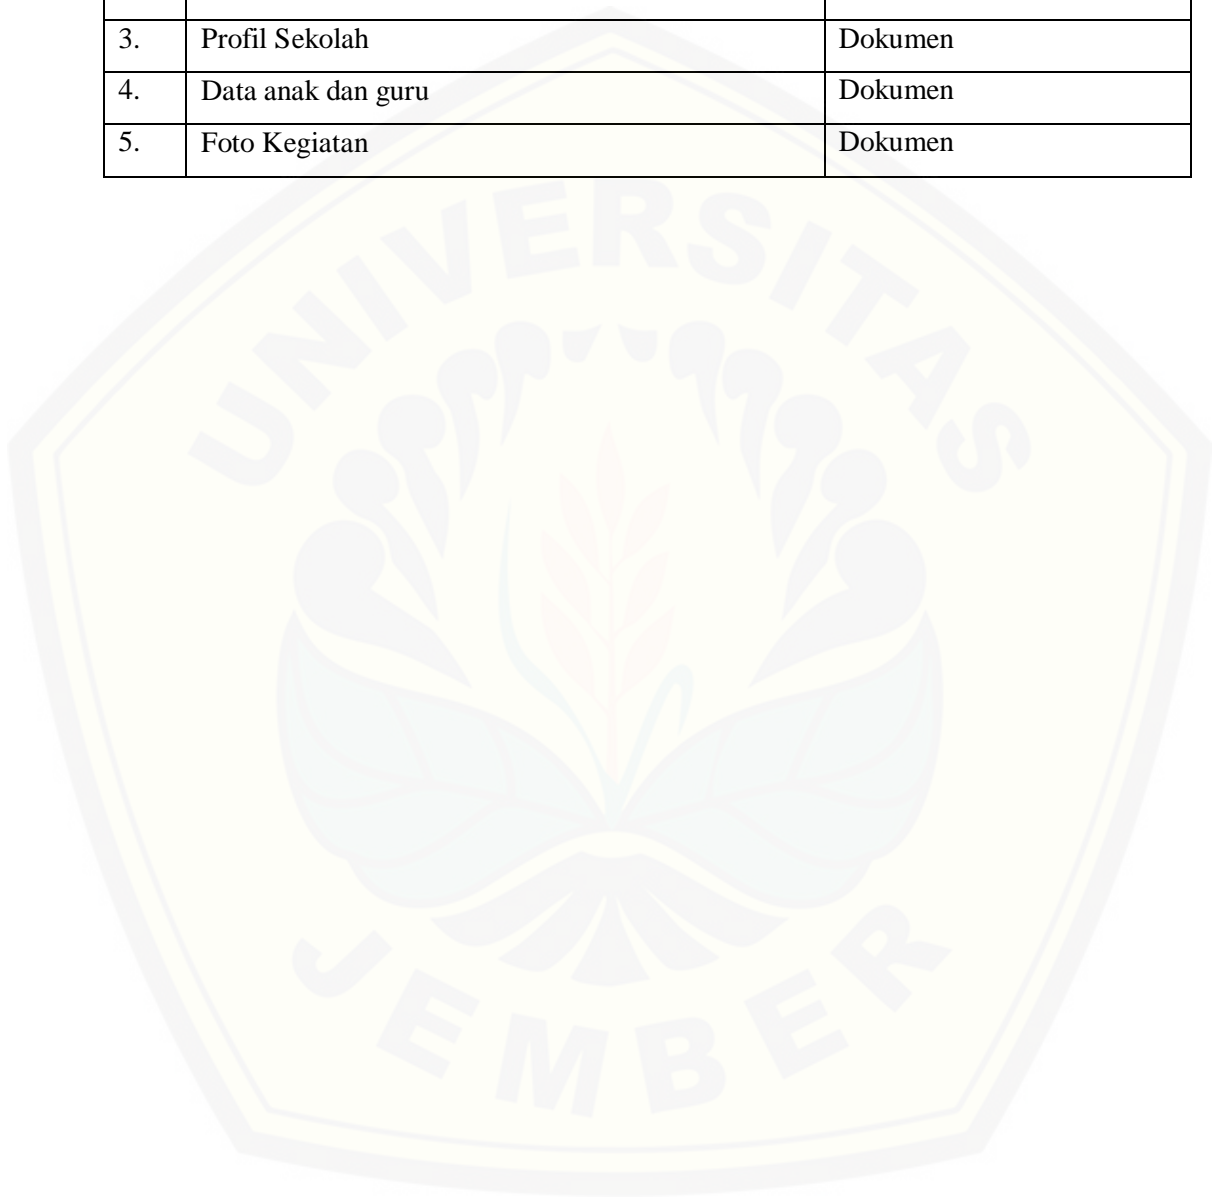 3. Profil Sekolah Dokumen
4. Data anak dan guru Dokumen
5. Foto Kegiatan Dokumen
UNIVERSITAS
JEMBER